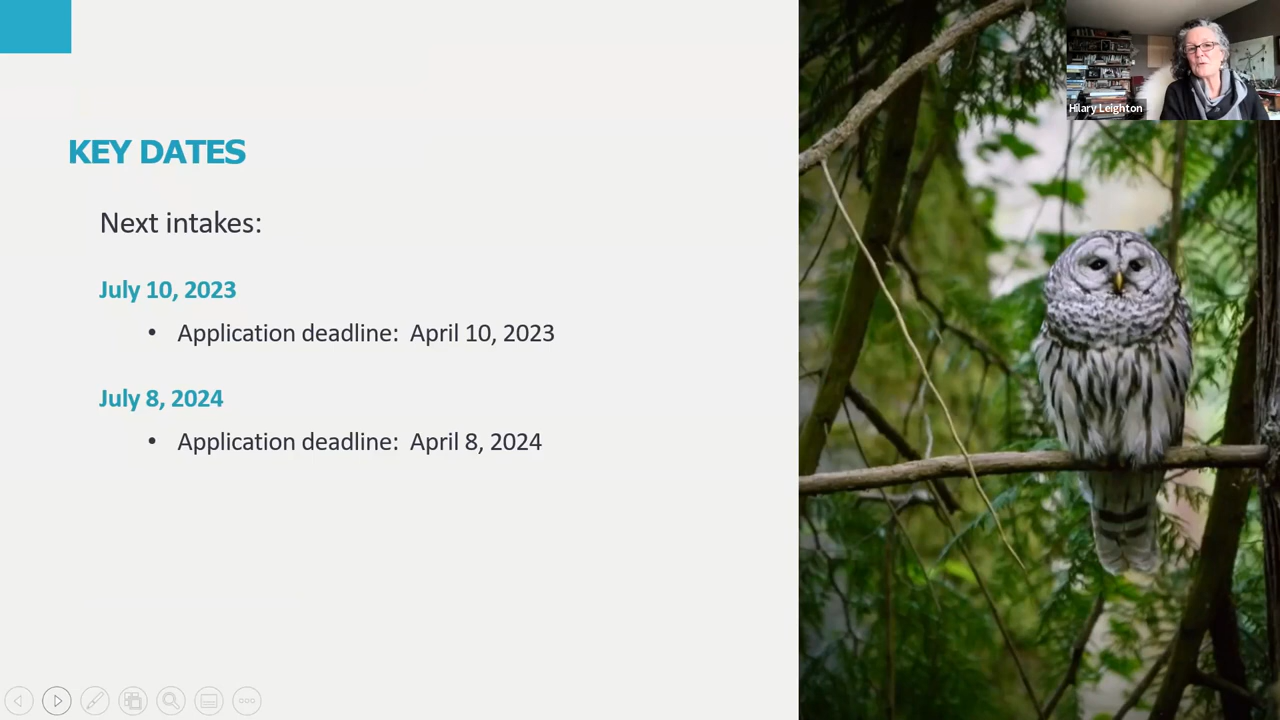 Hilary Leighton
KEY DATES
Next intakes:
July 10, 2023
• Application deadline: April 10, 2023
July 8, 2024
• Application deadline: April 8, 2024